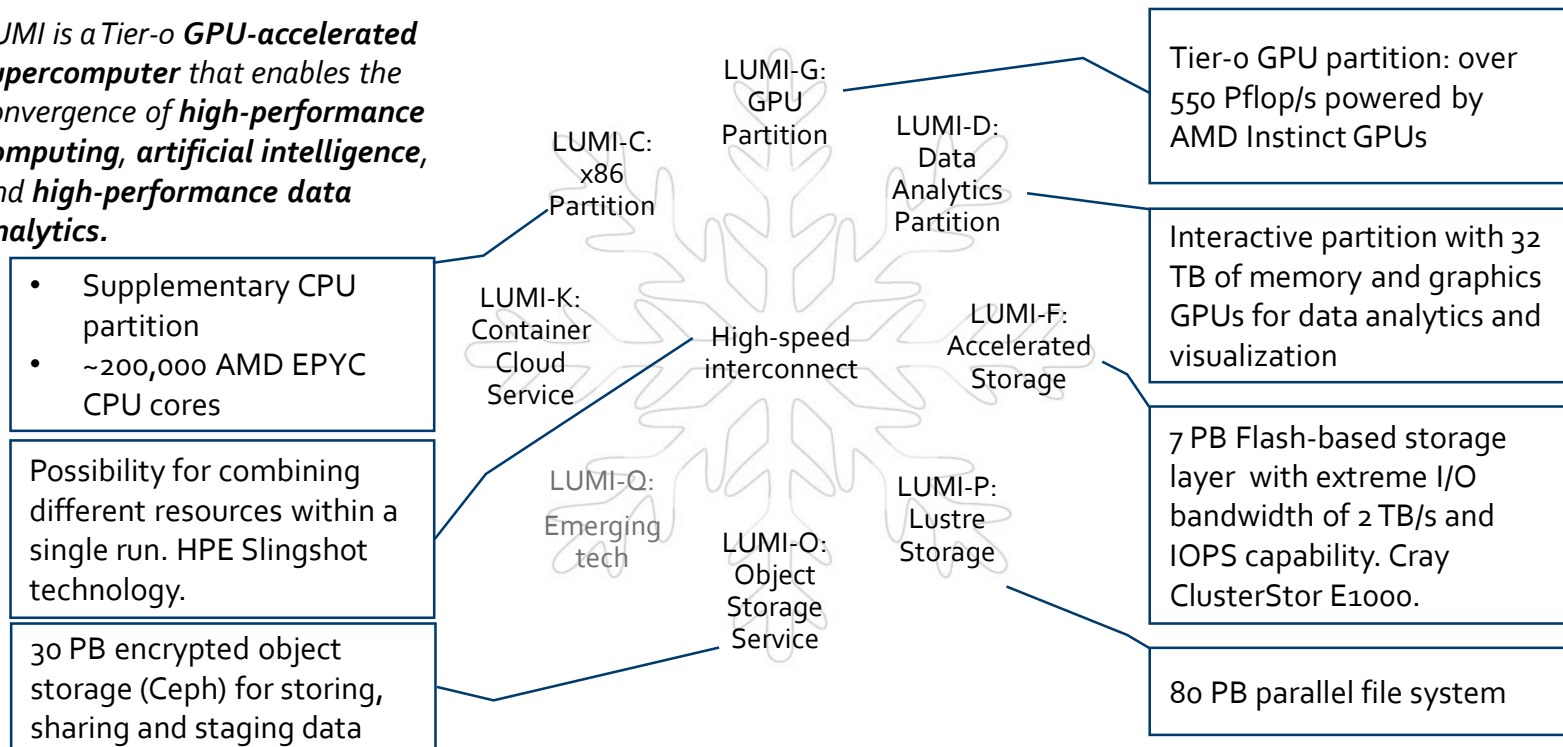 UMI is a Tier-0 GPU-accelerated
upercomputer that enables the
onvergence of high-performance
omputing, artificial intelligence,
nd high-performance data
nalytics.
LUMI-G:
GPU
Partition
Tier-0 GPU partition: over
550 Pflop/s powered by
AMD Instinct GPUs
LUMI-C:
x86
Partition
LUMI-D:
Data
Analytics
Partition
Interactive partition with 32
TB of memory and graphics
GPUs for data analytics and
visualization
• Supplementary CPU
partition
• ~200,000 AMD EPYC
CPU cores
LUMI-K:
Container
Cloud
Service
High-speed
interconnect
LUMI-F:
Accelerated
Storage
7 PB Flash-based storage
layer with extreme I/O
bandwidth of 2 TB/s and
IOPS capability. Cray
ClusterStor E1000.
Possibility for combining
different resources within a
single run. HPE Slingshot
technology.
LUMI-Q:
Emerging
tech
LUMI-O:
Object
Storage
Service
LUMI-P:
Lustre
Storage
30 PB encrypted object
storage (Ceph) for storing,
sharing and staging data
80 PB parallel file system